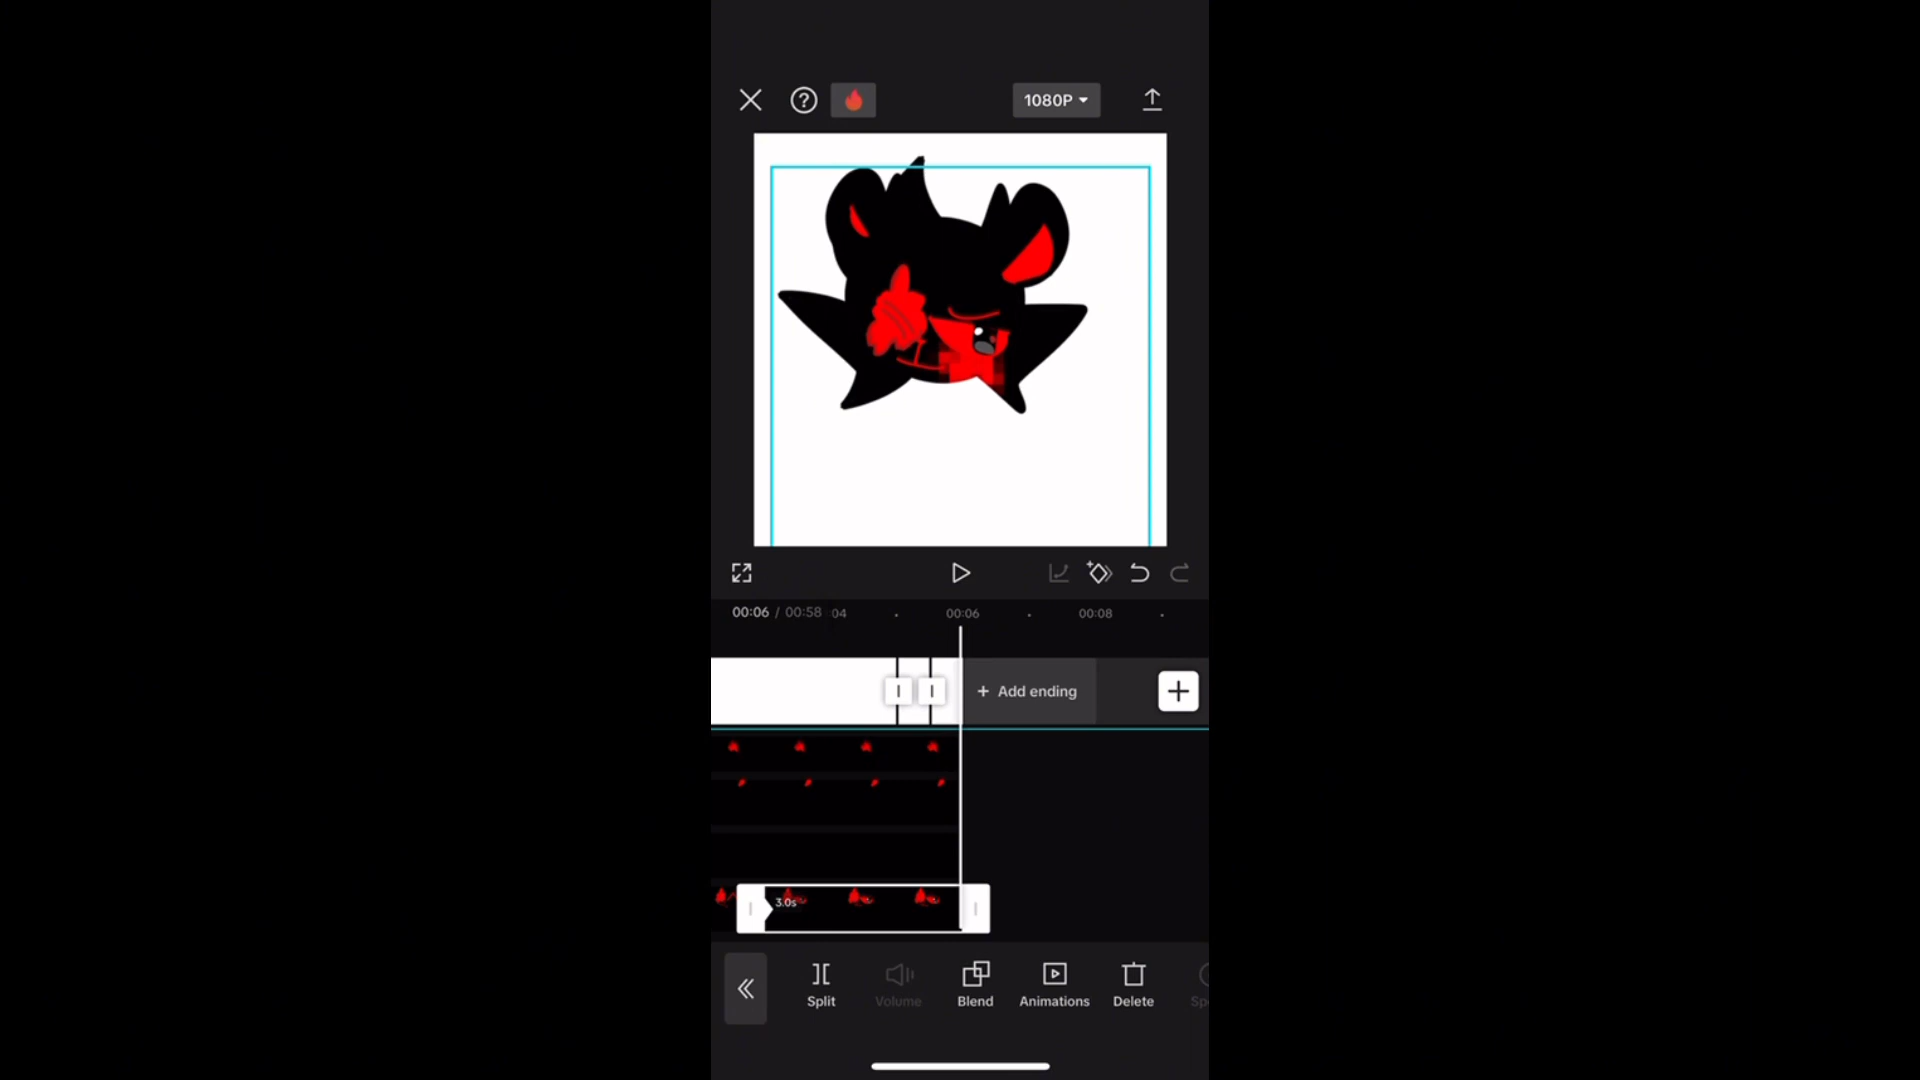 1080P
00:06 / 00:58 04 00:06 00:08
+ Add ending
3.0s
Split Volume Blend Animations Delete